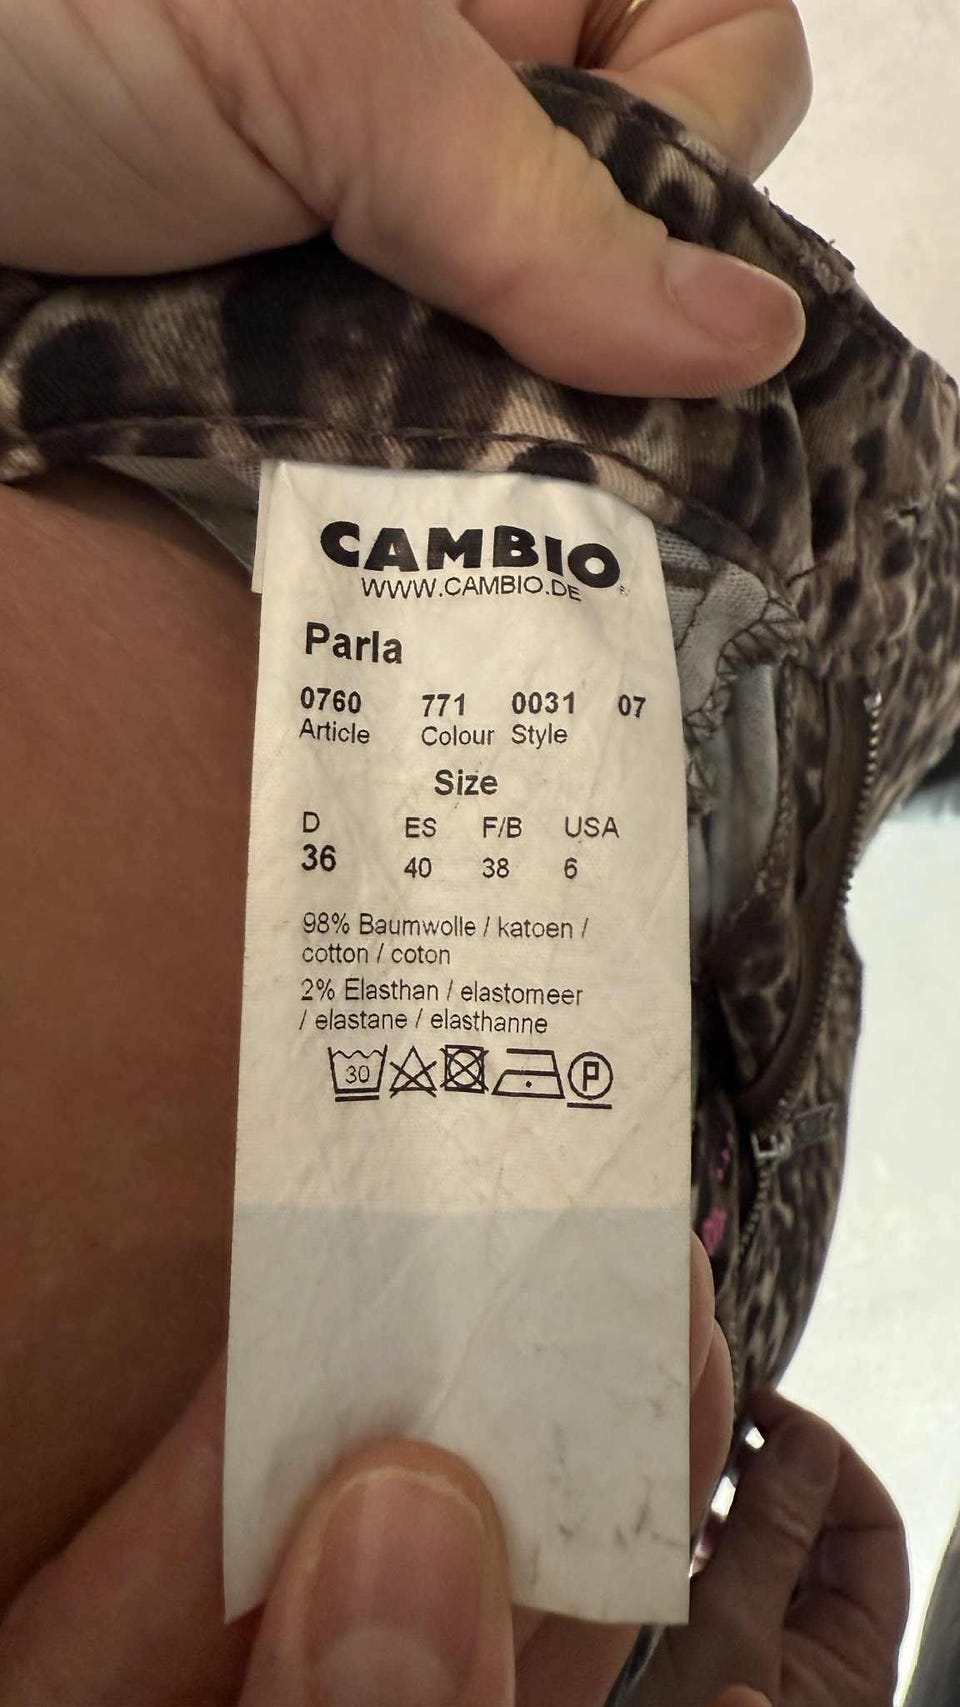 CAMBIO
WWW.CAMBIO.DE
Parla
0760 771 0031 07
Article Colour Style
Size
D ES F/B USA
36 40 38 6
98% Baumwolle / katoen /
cotton / coton
2% Elasthan / elastomeer
/ elastane / elasthanne
30 P